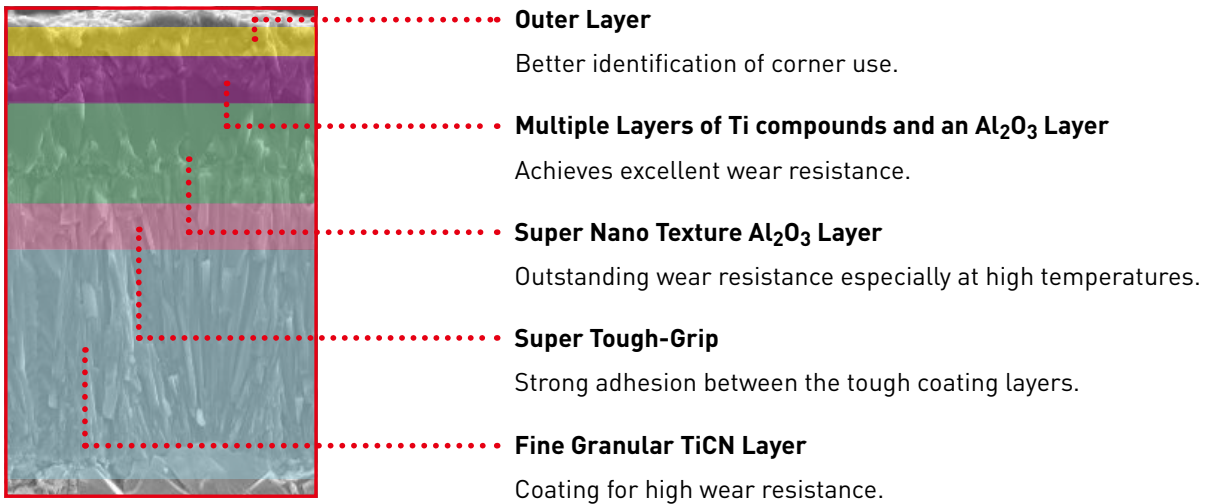 Outer Layer
Better identification of corner use.
Multiple Layers of Ti compounds and an Al₂O₃ Layer
Achieves excellent wear resistance.
Super Nano Texture Al₂O₃ Layer
Outstanding wear resistance especially at high temperatures.
Super Tough-Grip
Strong adhesion between the tough coating layers.
Fine Granular TiCN Layer
Coating for high wear resistance.